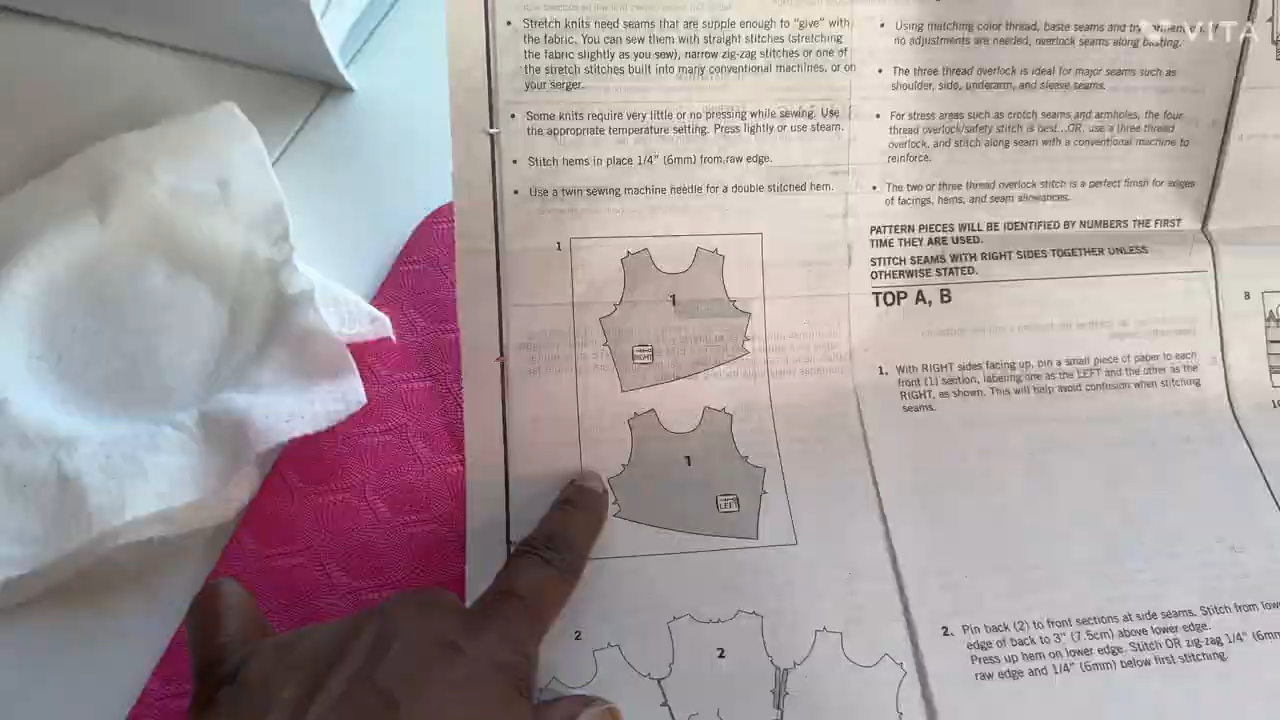 Stretch knits need seams that are supple enough to "give" with
the fabric. You can sew them with straight stitches (stretching
the fabric slightly as you sew), narrow zig-zag stitches or one of
the stretch stitches built into many conventional machines, or on
your serger.
Some knits require very little or no pressing while sewing. Use
the appropriate temperature setting. Press lightly or use steam.
Stitch hems in place 1/4" (6mm) from raw edge.
Use a twin sewing machine needle for a double stitched hem.
1
1
RIGHT
1
LEFT
2
2
Using matching color thread, baste seams and try
no adjustments are needed, overlock seams along basting.
The three thread overlock is ideal for major seams such as
shoulder, side, underarm, and sleeve seams.
For stress areas such as crotch seams and armholes, the four
thread overlock/safety stitch is best...OR, use a three thread
overlock, and stitch along seam with a conventional machine to
reinforce.
The two or three thread overlock stitch is a perfect finish for edges
of facings, hems, and seam allowances.
PATTERN PIECES WILL BE IDENTIFIED BY NUMBERS THE FIRST
TIME THEY ARE USED.
STITCH SEAMS WITH RIGHT SIDES TOGETHER UNLESS
OTHERWISE STATED.
TOP A, B
1. With RIGHT sides facing up, pin a small piece of paper to each
front (1) section, labeling one as the LEFT and the other as the
RIGHT, as shown. This will help avoid confusion when stitching
seams.
2. Pin back (2) to front sections at side seams. Stitch from low
edge of back to 3" (7.5cm) above lower edge.
Press up hem on lower edge. Stitch OR zig-zag 1/4" (6mm
raw edge and 1/4" (6mm) below first stitching.
8
VITA